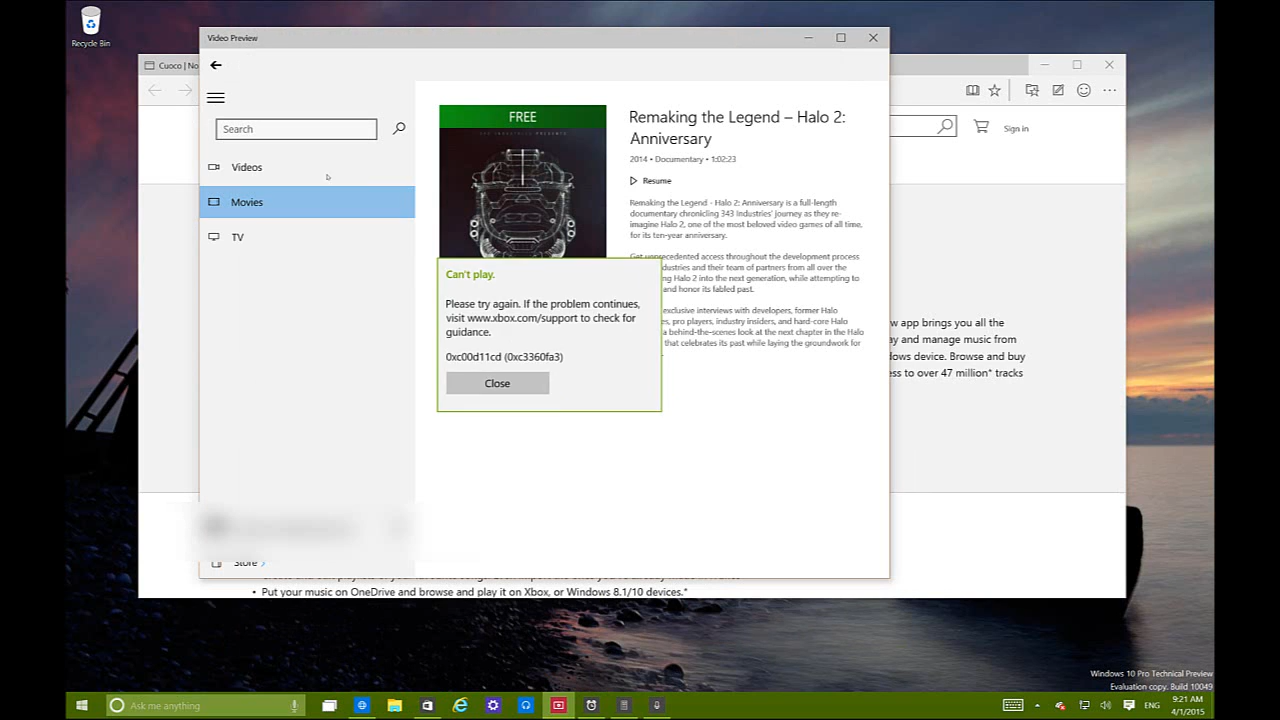 Recycle Bin
Video Preview
Cuoco | No
Search
Videos
Movies
TV
Store
FREE
343 INDUSTRIES PRESENTS
Remaking the Legend – Halo 2:
Anniversary
2014 • Documentary • 1:02:23
Resume
Remaking the Legend - Halo 2: Anniversary is a full-length
documentary chronicling 343 Industries' journey as they re-
imagine Halo 2, one of the most beloved video games of all time,
for its ten-year anniversary.
Get unprecedented access throughout the development process
ndustries and their team of partners from all over the
ng Halo 2 into the next generation, while attempting to
and honor its fabled past.
exclusive interviews with developers, former Halo
es, pro players, industry insiders, and hard-core Halo
a behind-the-scenes look at the next chapter in the Halo
that celebrates its past while laying the groundwork for
Can't play.
Please try again. If the problem continues,
visit www.xbox.com/support to check for
guidance.
0xc00d11cd (0xc3360fa3)
Close
Sign in
w app brings you all the
ay and manage music from
dows device. Browse and buy
ess to over 47 million* tracks
• Put your music on OneDrive and browse and play it on Xbox, or Windows 8.1/10 devices.*
Windows 10 Pro Technical Preview
Evaluation copy. Build 10049
Ask me anything
ENG
9:21 AM
4/1/2015